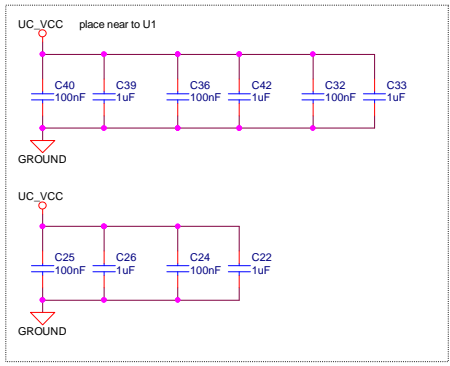 UC_VCC place near to U1
C40 C39 C36 C42 C32 C33
100nF 1uF 100nF 1uF 100nF 1uF
GROUND
UC_VCC
C25 C26 C24 C22
100nF 1uF 100nF 1uF
GROUND